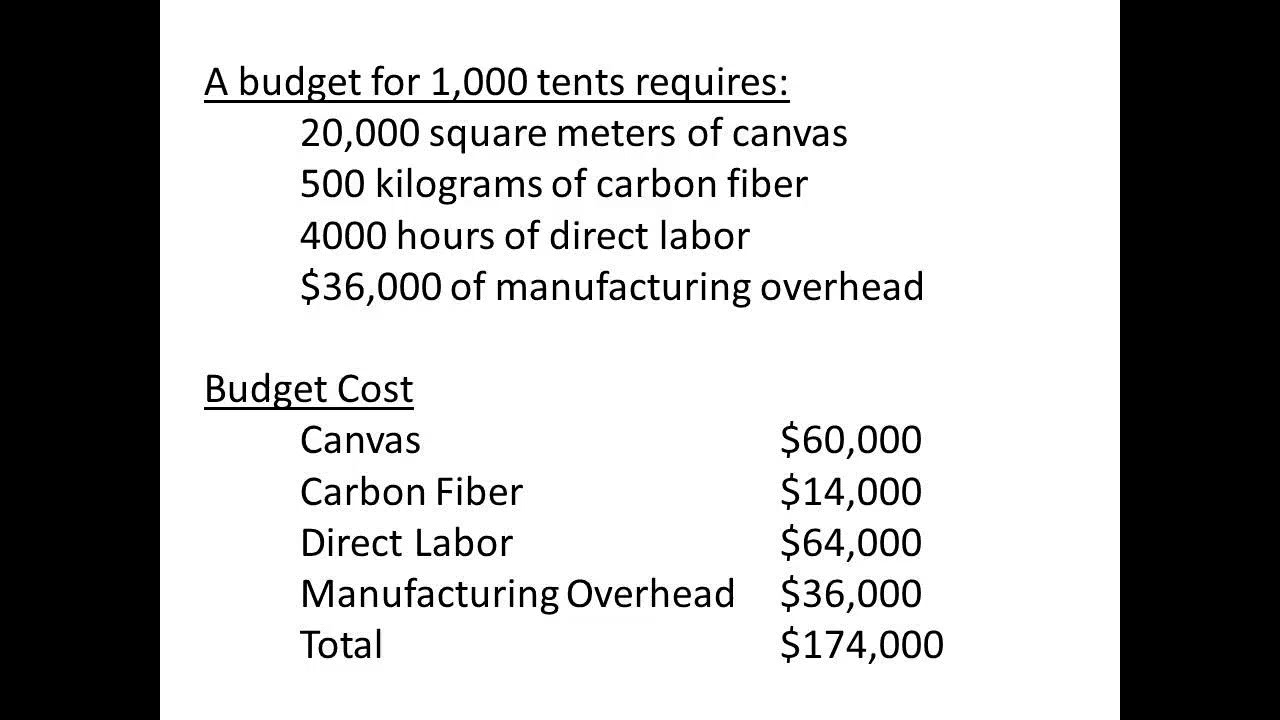 A budget for 1,000 tents requires:
20,000 square meters of canvas
500 kilograms of carbon fiber
4000 hours of direct labor
$36,000 of manufacturing overhead
Budget Cost
Canvas $60,000
Carbon Fiber $14,000
Direct Labor $64,000
Manufacturing Overhead $36,000
Total $174,000